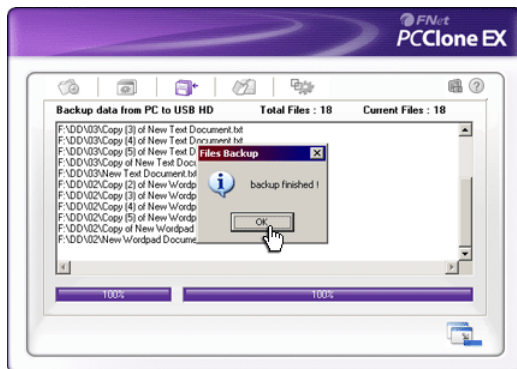 FNet
PCClone EX
Backup data from PC to USB HD Total Files : 18 Current Files : 18
F:\DD\03\Copy (3) of New Text Document.txt
F:\DD\03\Copy (4) of New Text Document.txt
F:\DD\03\Copy (5) of New Text D
F:\DD\03\Copy of New Text Docu
F:\DD\03\New Text Document.txt
F:\DD\02\Copy (2) of New Wordp
F:\DD\02\Copy (3) of New Wordp
F:\DD\02\Copy (4) of New Wordp
F:\DD\02\Copy (5) of New Wordp
F:\DD\02\Copy of New Wordpad
F:\DD\02\New Wordpad Docume
Files Backup
backup finished !
OK
100% 100%